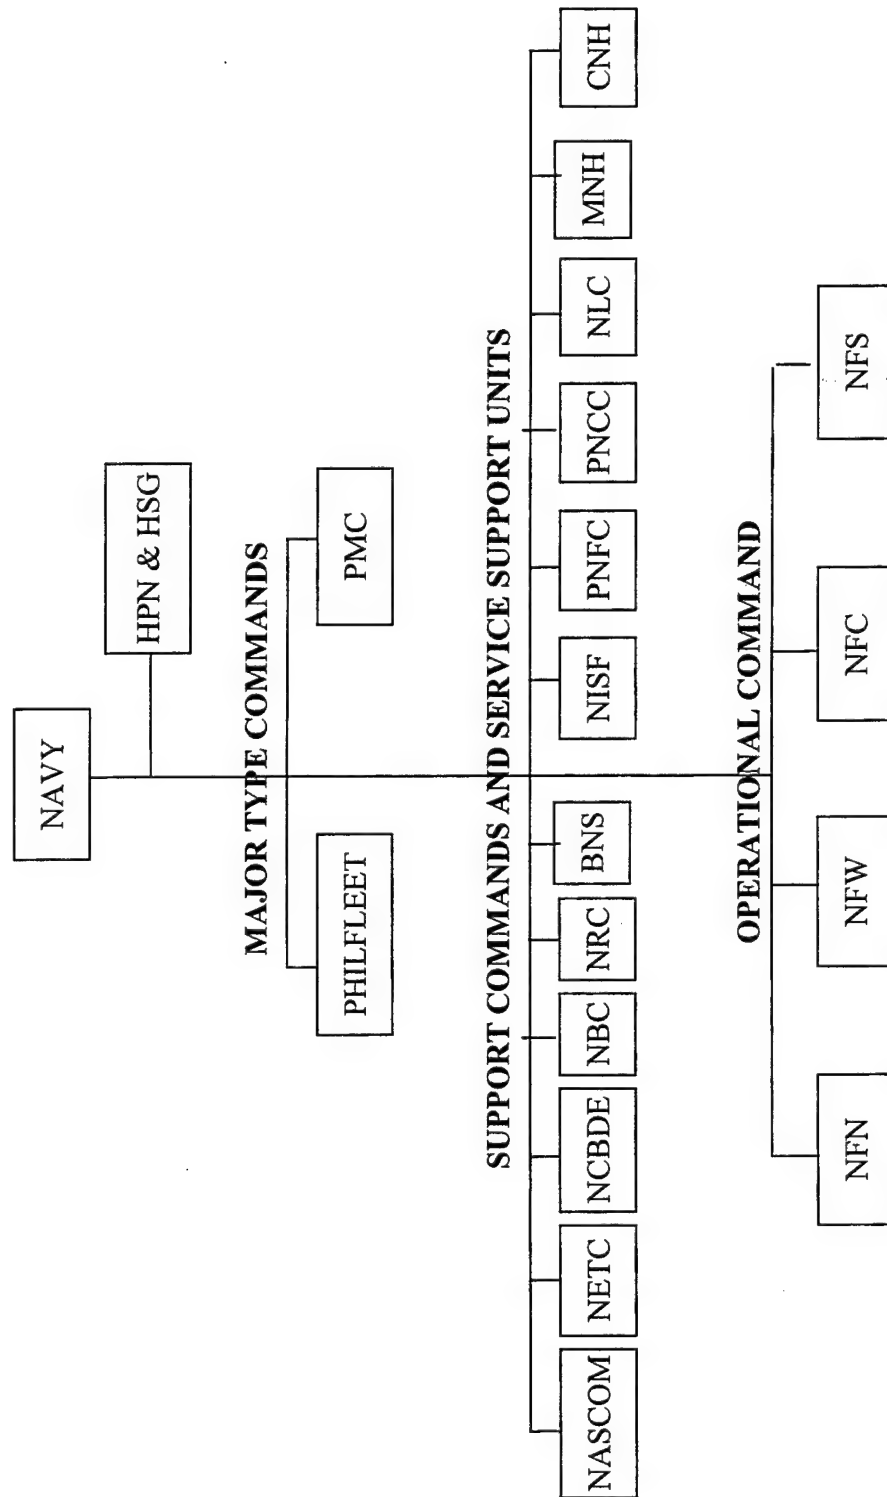 NAVY
HPN & HSG
MAJOR TYPE COMMANDS
PHILFLEET
PMC
SUPPORT COMMANDS AND SERVICE SUPPORT UNITS
NASCOM
NETC
NCBDE
NBC
NRC
BNS
NISF
PNFC
PNCC
NLC
MNH
CNH
OPERATIONAL COMMAND
NFN
NFW
NFC
NFS